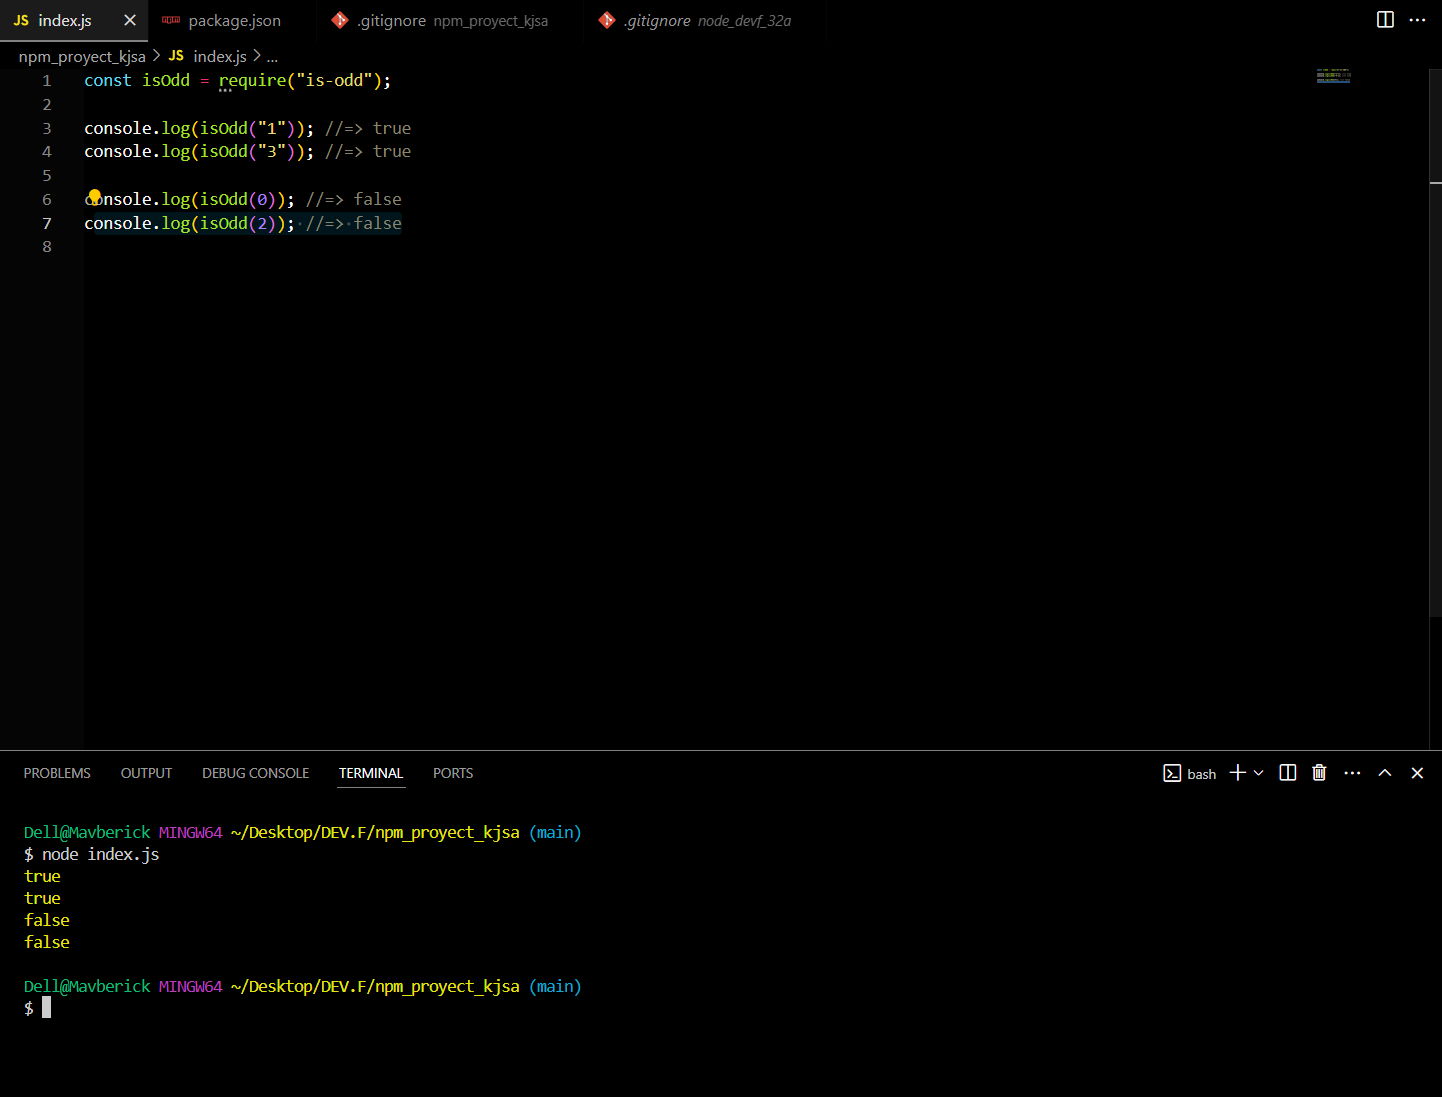 JS index.js package.json .gitignore npm_proyect_kjsa .gitignore node_devf_32a
npm_proyect_kjsa > JS index.js > ...
1 const isOdd = require("is-odd");
2
3 console.log(isOdd("1")); //=> true
4 console.log(isOdd("3")); //=> true
5
6 console.log(isOdd(0)); //=> false
7 console.log(isOdd(2)); //=> false
8
PROBLEMS OUTPUT DEBUG CONSOLE TERMINAL PORTS bash
Dell@Mavberick MINGW64 ~/Desktop/DEV.F/npm_proyect_kjsa (main)
$ node index.js
true
true
false
false
Dell@Mavberick MINGW64 ~/Desktop/DEV.F/npm_proyect_kjsa (main)
$